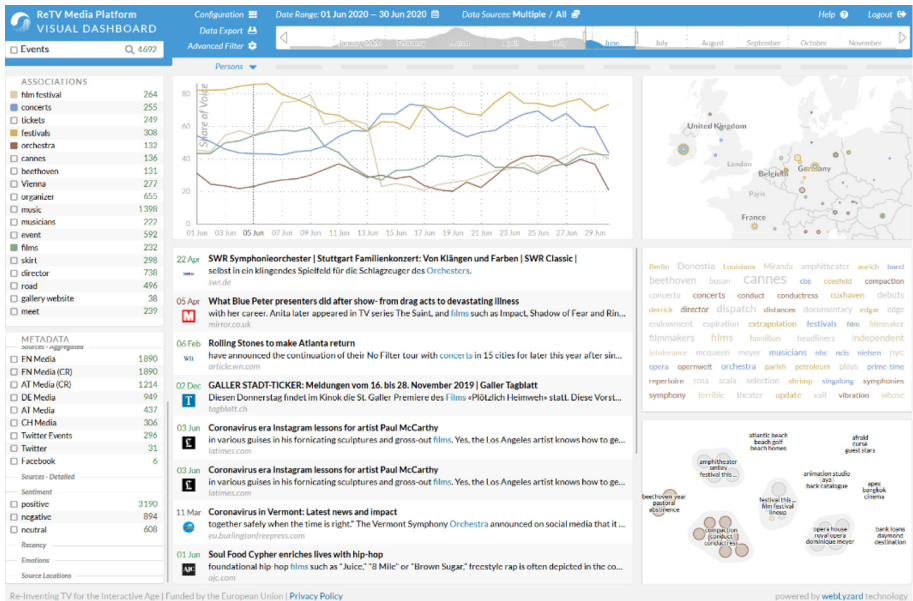 ReTV Media Platform
VISUAL DASHBOARD
Configuration
Data Export
Advanced Filter
Date Range: 01 Jun 2020 — 30 Jun 2020
Data Sources: Multiple / All
Help
Logout
June July August September October November
Events 4692
Persons
ASSOCIATIONS
film festival 264
concerts 255
tickets 249
festivals 308
orchestra 132
cannes 136
beethoven 131
Vienna 277
organizer 655
music 1398
musicians 222
event 592
films 232
skirt 298
director 738
road 496
gallery website 38
meet 239
METADATA
Sources - Aggregated
EN Media 1890
EN Media (CR) 1890
AT Media (CR) 1214
DE Media 949
AT Media 437
CH Media 306
Twitter Events 296
Twitter 31
Facebook 6
Sources - Detailed
Sentiment
positive 3190
negative 894
neutral 608
Recency
Emotions
Source Locations
Share of Voice
80
60
40
20
0
01 Jun 03 Jun 05 Jun 07 Jun 09 Jun 11 Jun 13 Jun 15 Jun 17 Jun 19 Jun 21 Jun 23 Jun 25 Jun 27 Jun 29 Jun
22 Apr SWR Symphonieorchester | Stuttgart Familienkonzert: Von Klängen und Farben | SWR Classic |
selbst in ein klingendes Spielfeld für die Schlagzeuger des Orchesters.
swr.de
05 Apr What Blue Peter presenters did after show- from drag acts to devastating illness
with her career. Anita later appeared in TV series The Saint, and films such as Impact, Shadow of Fear and Rin...
mirror.co.uk
06 Feb Rolling Stones to make Atlanta return
have announced the continuation of their No Filter tour with concerts in 15 cities for later this year after sin...
article.wn.com
02 Dec GALLER STADT-TICKER: Meldungen vom 16. bis 28. November 2019 | Galler Tagblatt
Diesen Donnerstag findet im Kinok die St. Galler Premiere des Films «Plötzlich Heimweh» statt. Diese Vorst...
tagblatt.ch
03 Jun Coronavirus era Instagram lessons for artist Paul McCarthy
in various guises in his fornicating sculptures and gross-out films. Yes, the Los Angeles artist knows how to ge...
latimes.com
03 Jun Coronavirus era Instagram lessons for artist Paul McCarthy
in various guises in his fornicating sculptures and gross-out films. Yes, the Los Angeles artist knows how to ge...
latimes.com
11 Mar Coronavirus in Vermont: Latest news and impact
together safely when the time is right." The Vermont Symphony Orchestra announced on social media that it ...
eu.burlingtonfreepress.com
01 Jun Soul Food Cypher enriches lives with hip-hop
foundational hip-hop films such as "Juice," "8 Mile" or "Brown Sugar," freestyle rap is often depicted in the co...
ajc.com
United Kingdom
London
Belgium
Germany
Paris
France
Berlin Donostia Louisiana Miranda amphitheater aurich band
beethoven busan cannes cbs coesfeld compaction
concerto concerts conduct conductress cuxhaven debuts
derrick director dispatch distances documentary edgar edge
endowment expiration extrapolation festivals film filmmaker
filmmakers films hamilton headliners independent
intolerance mcqueen meyer musicians nbc ncis nielsen nyc
opera opernwelt orchestra parish petroleum plays prime time
repertoire rosa scala selection shrimp singalong symphonies
symphony terrible theater update vail vibration whose
atlantic beach
beach golf
beach homes
afraid
curse
guest stars
amphitheater
smiley
festival this ...
animation studio
aya
back catalogue
apex
bangkok
cinema
beethoven year
pastoral
abstinence
festival this ...
film festival
lineup
compaction
conduct
conductress
opera house
royal opera
dominique meyer
bank loans
daymond
destination
Re-Inventing TV for the Interactive Age | Funded by the European Union | Privacy Policy
powered by webLyzard technology